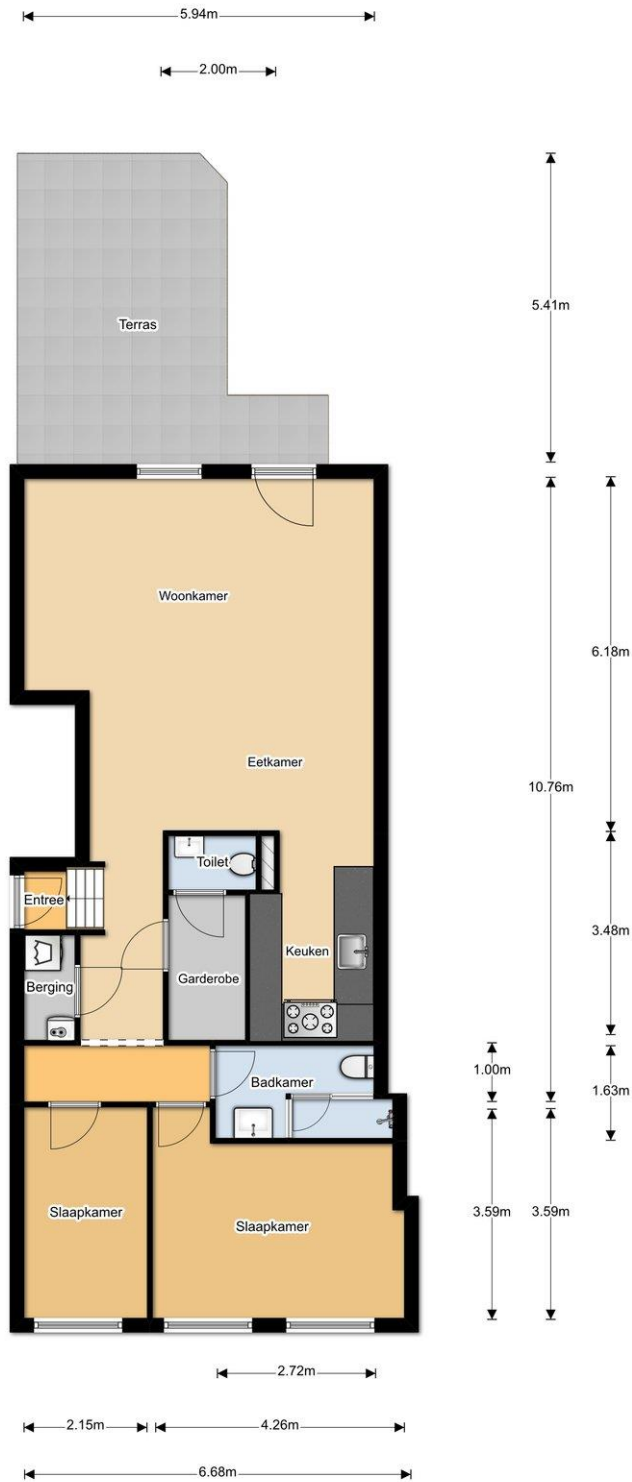 5.94m
2.00m
5.41m
Terras
Woonkamer
6.18m
Eetkamer
10.76m
Toilet
Entree
3.48m
Keuken
Garderobe
Berging
Badkamer
1.00m
1.63m
Slaapkamer
Slaapkamer
3.59m
3.59m
2.72m
2.15m
4.26m
6.68m